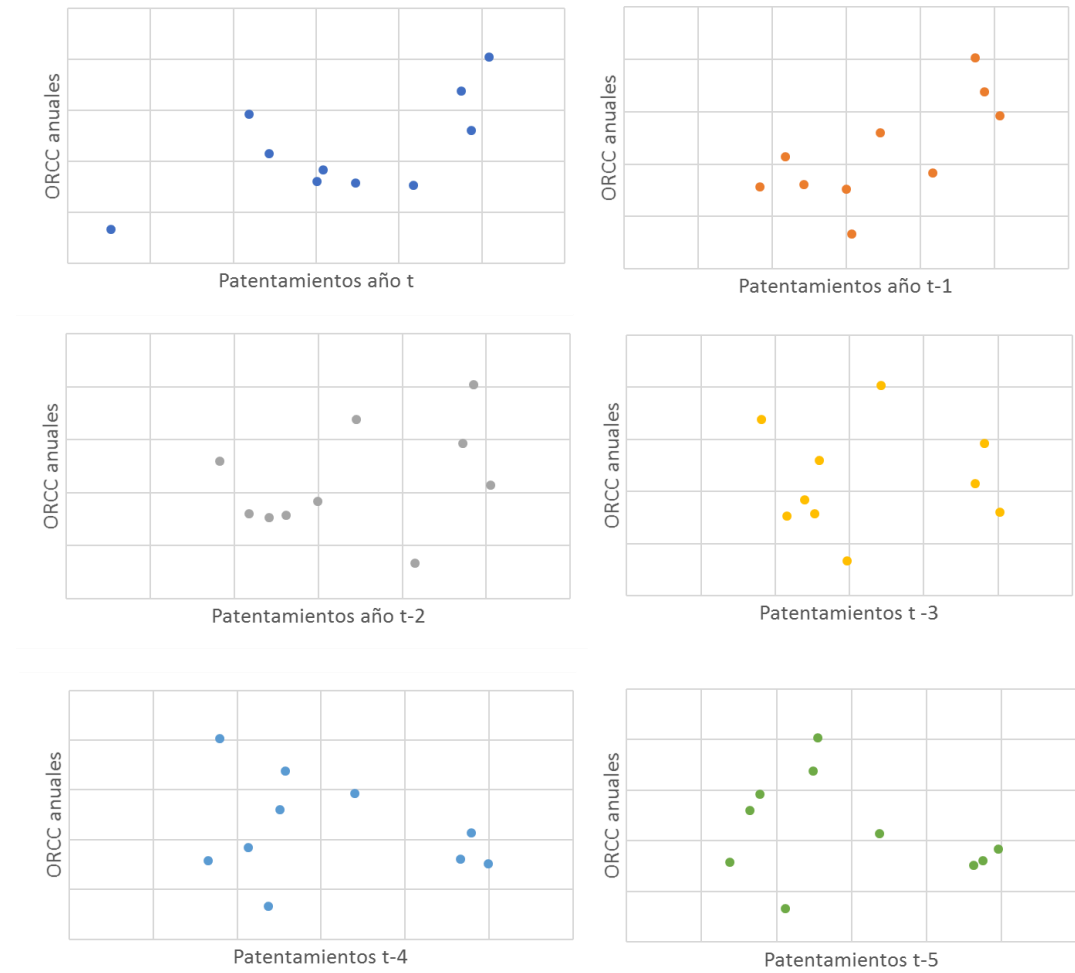 ORCC anuales
Patentamientos año t
ORCC anuales
Patentamientos año t-1
ORCC anuales
Patentamientos año t-2
ORCC anuales
Patentamientos t -3
ORCC anuales
Patentamientos t-4
ORCC anuales
Patentamientos t-5